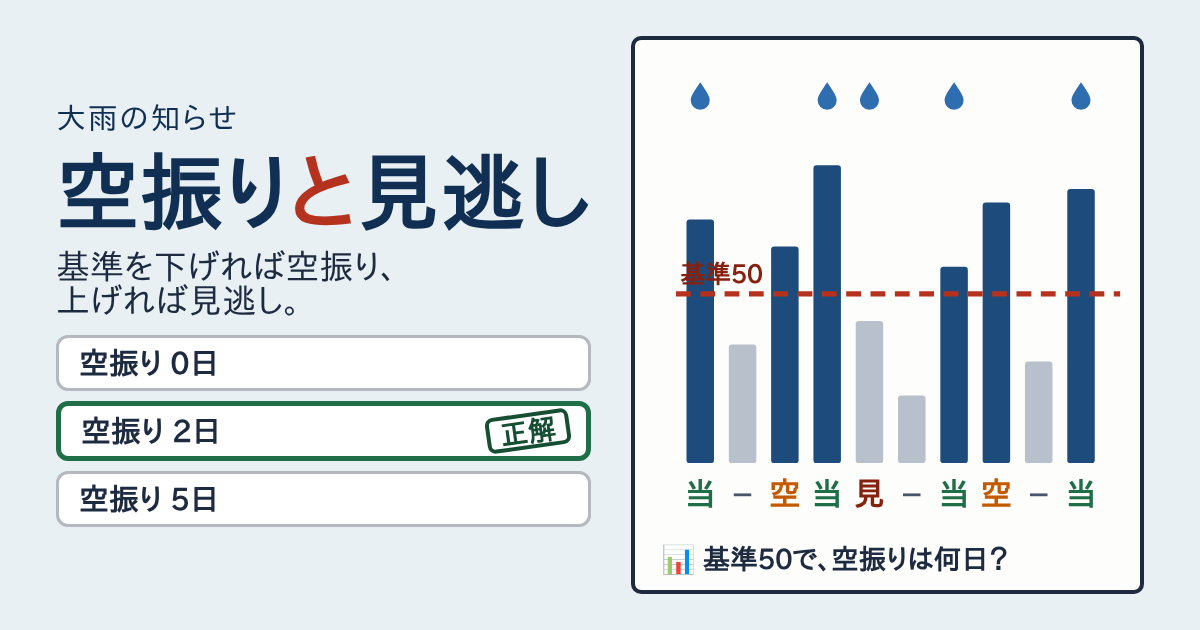 大雨の知らせ
空振りと見逃し
基準を下げれば空振り、
上げれば見逃し。
空振り 0日
空振り 2日
正解
空振り 5日
基準50
当 – 空 当 見 – 当 空 – 当
📊 基準50で、空振りは何日?